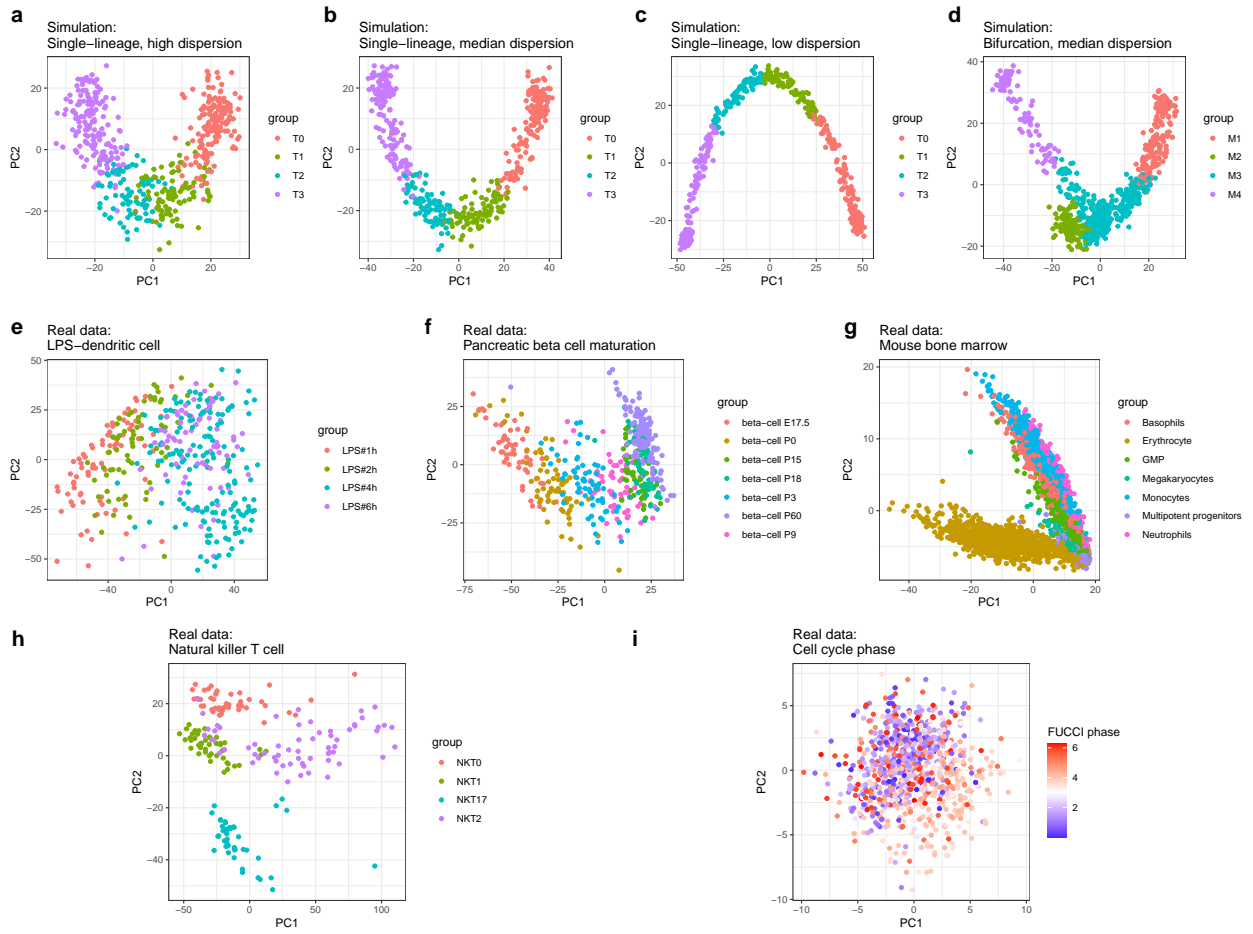 a
Simulation:
Single−lineage, high dispersion
20
0
−20
−20
0
20
PC1
PC2
group
T0
T1
T2
T3
b
Simulation:
Single−lineage, median dispersion
20
0
−20
−40
−20
0
20
40
PC1
PC2
group
T0
T1
T2
T3
c
Simulation:
Single−lineage, low dispersion
20
0
−20
−50
−25
0
25
50
PC1
PC2
group
T0
T1
T2
T3
d
Simulation:
Bifurcation, median dispersion
40
20
0
−20
−40
−20
0
20
PC1
PC2
group
M1
M2
M3
M4
e
Real data:
LPS−dendritic cell
50
25
0
−25
−50
−40
0
40
PC1
PC2
group
LPS#1h
LPS#2h
LPS#4h
LPS#6h
f
Real data:
Pancreatic beta cell maturation
25
0
−25
−75
−50
−25
0
25
PC1
PC2
group
beta−cell E17.5
beta−cell P0
beta−cell P15
beta−cell P18
beta−cell P3
beta−cell P60
beta−cell P9
g
Real data:
Mouse bone marrow
20
10
0
−40
−20
0
20
PC1
PC2
group
Basophils
Erythrocyte
GMP
Megakaryocytes
Monocytes
Multipotent progenitors
Neutrophils
h
Real data:
Natural killer T cell
20
0
−20
−40
−50
0
50
100
PC1
PC2
group
NKT0
NKT1
NKT17
NKT2
i
Real data:
Cell cycle phase
5
0
−5
−10
−10
−5
0
5
10
PC1
PC2
FUCCI phase
6
4
2